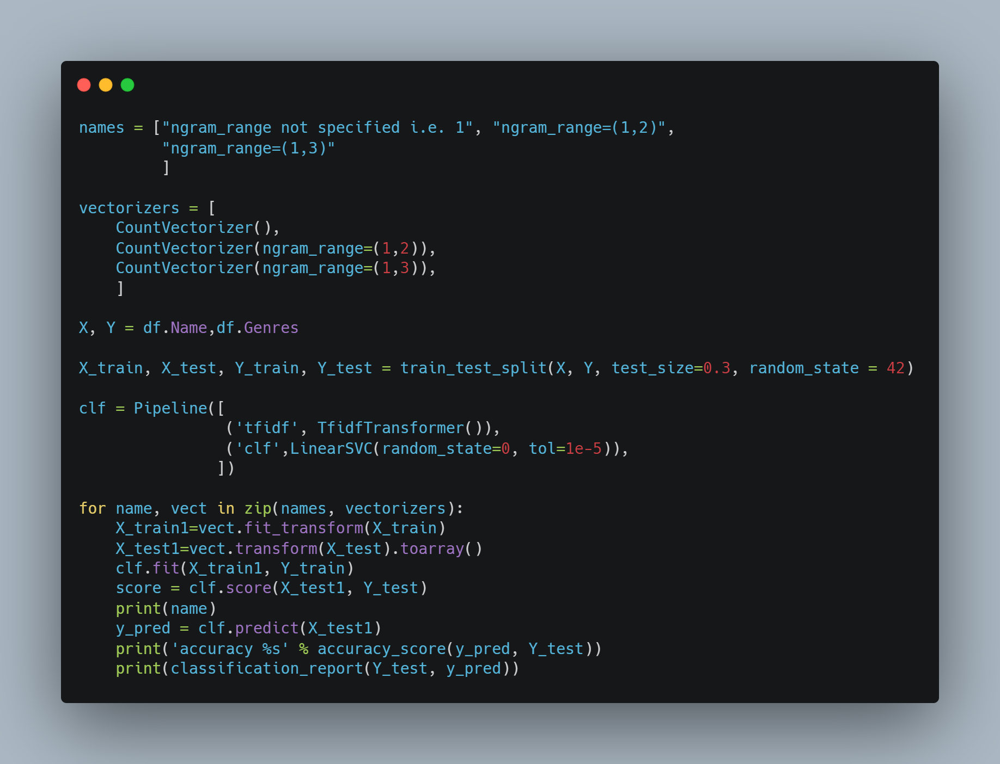 names = ["ngram_range not specified i.e. 1", "ngram_range=(1,2)",
         "ngram_range=(1,3)"
         ]

vectorizers = [
    CountVectorizer(),
    CountVectorizer(ngram_range=(1,2)),
    CountVectorizer(ngram_range=(1,3)),
    ]

X, Y = df.Name,df.Genres

X_train, X_test, Y_train, Y_test = train_test_split(X, Y, test_size=0.3, random_state = 42)

clf = Pipeline([
                ('tfidf', TfidfTransformer()),
                ('clf',LinearSVC(random_state=0, tol=1e-5)),
               ])

for name, vect in zip(names, vectorizers):
    X_train1=vect.fit_transform(X_train)
    X_test1=vect.transform(X_test).toarray()
    clf.fit(X_train1, Y_train)
    score = clf.score(X_test1, Y_test)
    print(name)
    y_pred = clf.predict(X_test1)
    print('accuracy %s' % accuracy_score(y_pred, Y_test))
    print(classification_report(Y_test, y_pred))